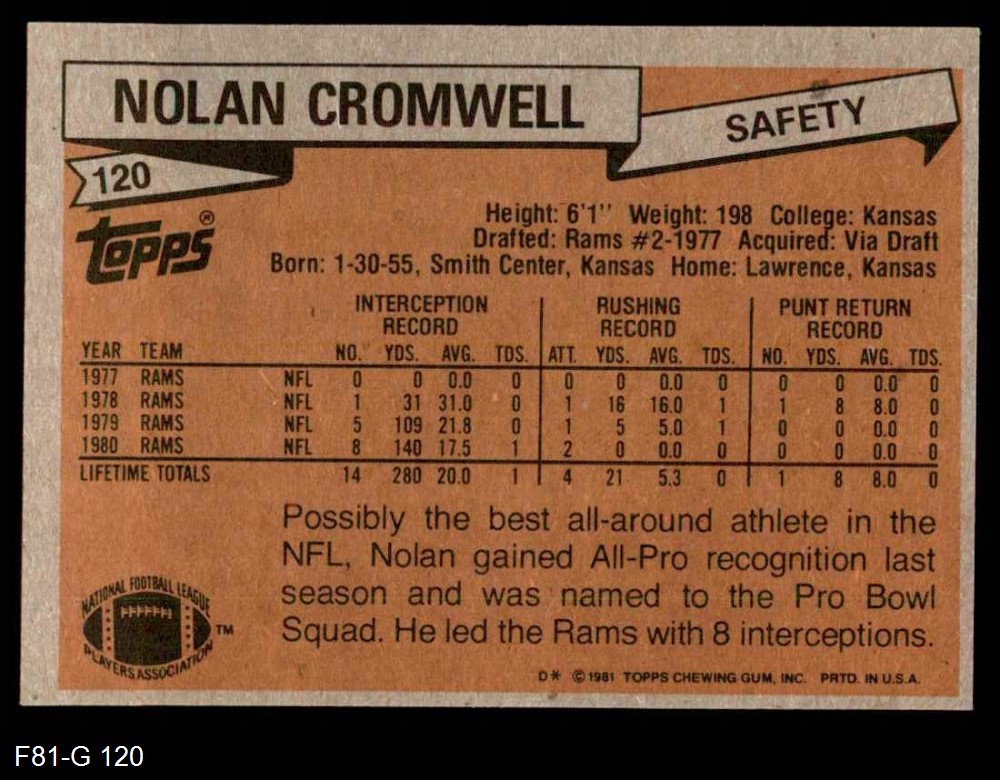 NOLAN CROMWELL
SAFETY
120
topps®
Height: 6'1'' Weight: 198 College: Kansas
Drafted: Rams #2-1977 Acquired: Via Draft
Born: 1-30-55, Smith Center, Kansas Home: Lawrence, Kansas
INTERCEPTION RECORD RUSHING RECORD PUNT RETURN RECORD
YEAR TEAM NO. YDS. AVG. TDS. ATT. YDS. AVG. TDS. NO. YDS. AVG. TDS.
1977 RAMS NFL 0 0 0.0 0 0 0 0.0 0 0 0 0.0 0
1978 RAMS NFL 1 31 31.0 0 1 16 16.0 1 1 8 8.0 0
1979 RAMS NFL 5 109 21.8 0 1 5 5.0 1 0 0 0.0 0
1980 RAMS NFL 8 140 17.5 1 2 0 0.0 0 0 0 0.0 0
LIFETIME TOTALS 14 280 20.0 1 4 21 5.3 0 1 8 8.0 0
Possibly the best all-around athlete in the
NFL, Nolan gained All-Pro recognition last
season and was named to the Pro Bowl
Squad. He led the Rams with 8 interceptions.
NATIONAL FOOTBALL LEAGUE
PLAYERS ASSOCIATION
TM
D* © 1981 TOPPS CHEWING GUM, INC. PRTD. IN U.S.A.
F81-G 120